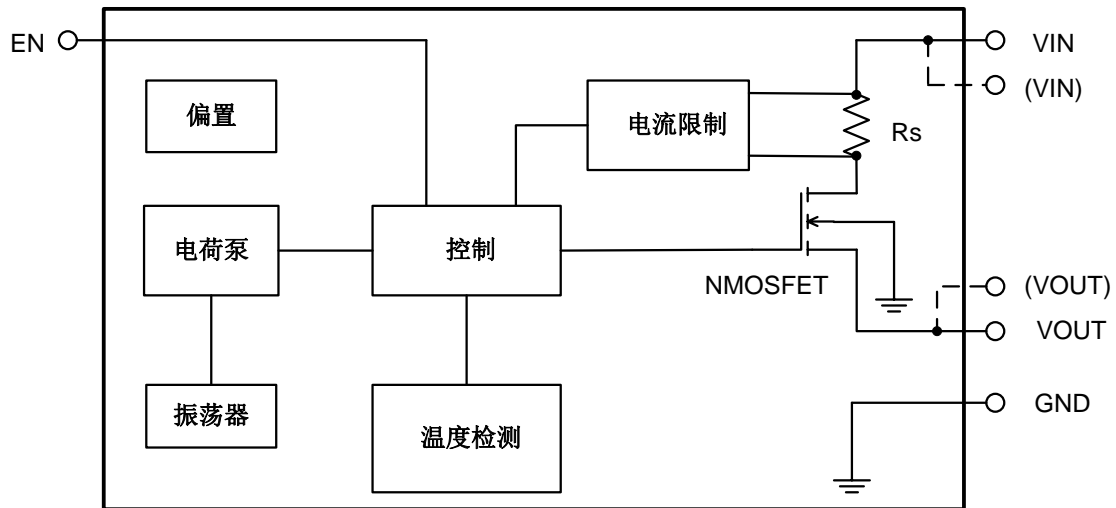 EN
VIN
(VIN)
偏置
电流限制
Rs
电荷泵
控制
NMOSFET
(VOUT)
VOUT
振荡器
温度检测
GND